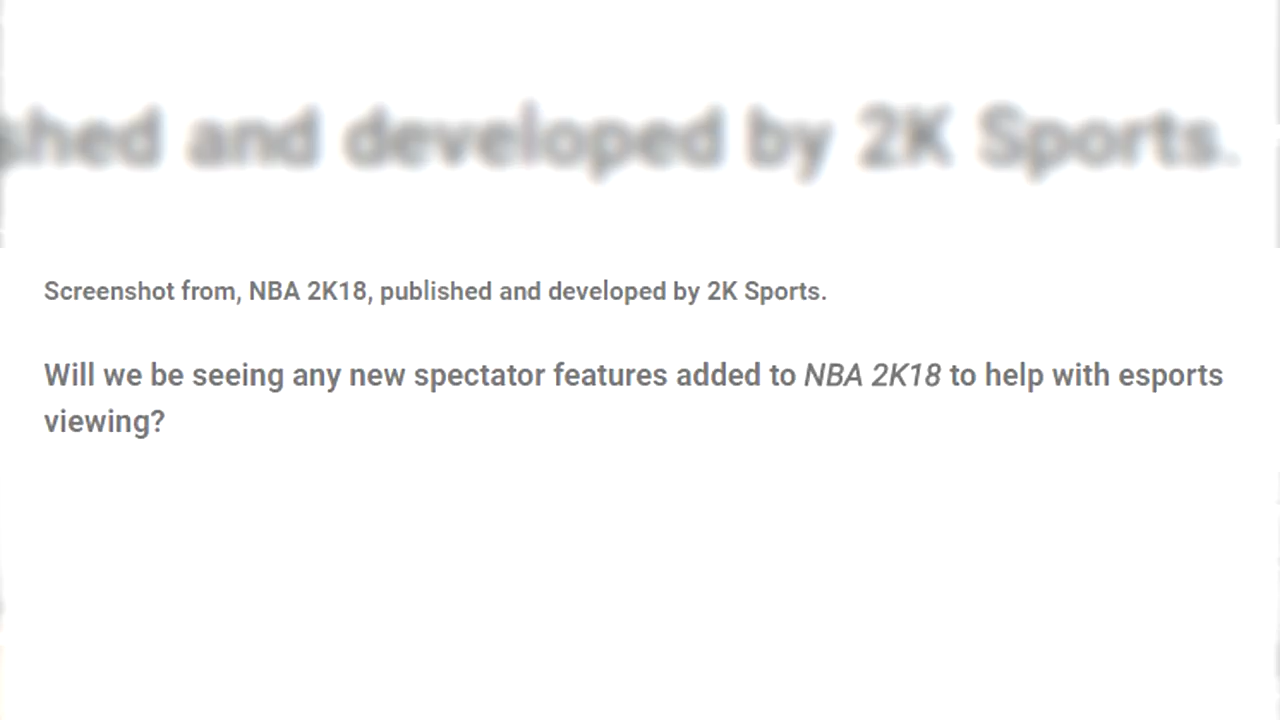 shed and developed by 2K Sports.
Screenshot from, NBA 2K18, published and developed by 2K Sports.
Will we be seeing any new spectator features added to NBA 2K18 to help with esports
viewing?